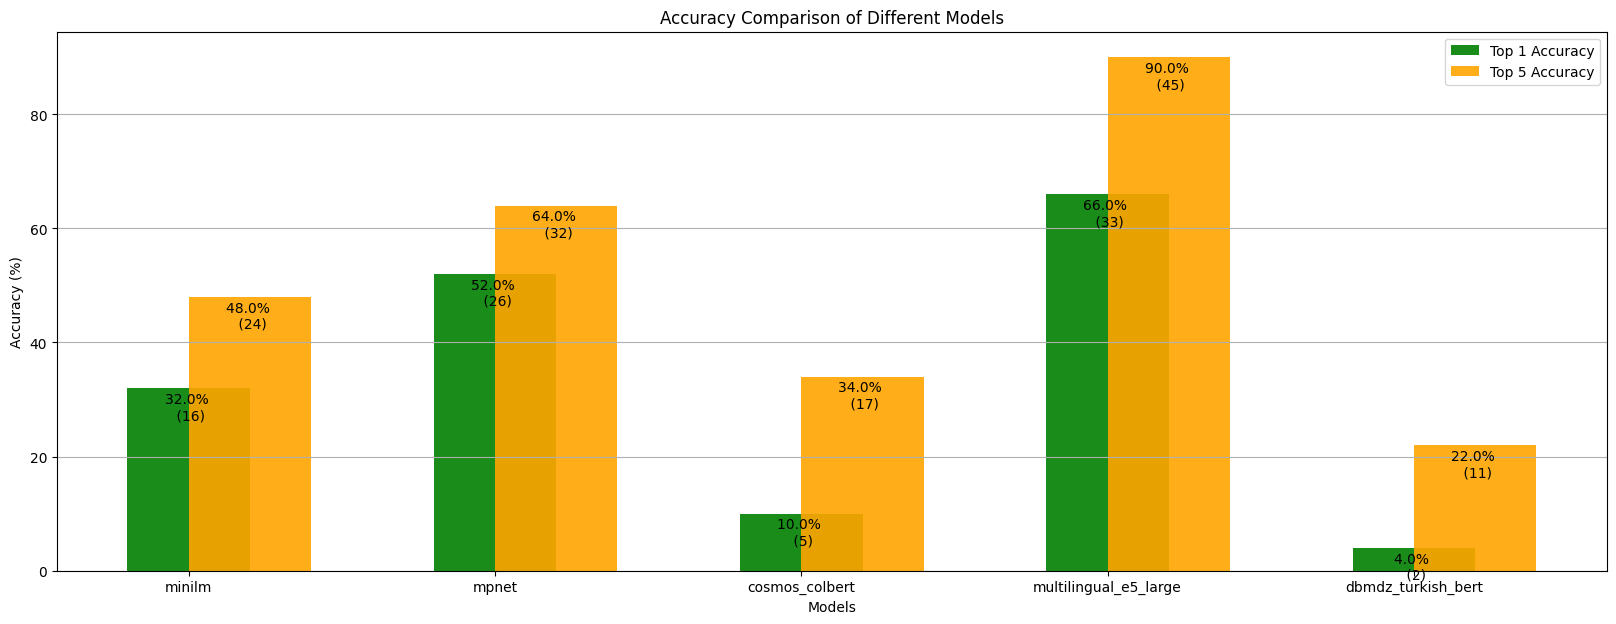 Accuracy Comparison of Different Models
Top 1 Accuracy
Top 5 Accuracy
Accuracy (%)
80
60
40
20
0
32.0%
(16)
48.0%
(24)
52.0%
(26)
64.0%
(32)
10.0%
(5)
34.0%
(17)
66.0%
(33)
90.0%
(45)
4.0%
(2)
22.0%
(11)
minilm
mpnet
cosmos_colbert
multilingual_e5_large
dbmdz_turkish_bert
Models